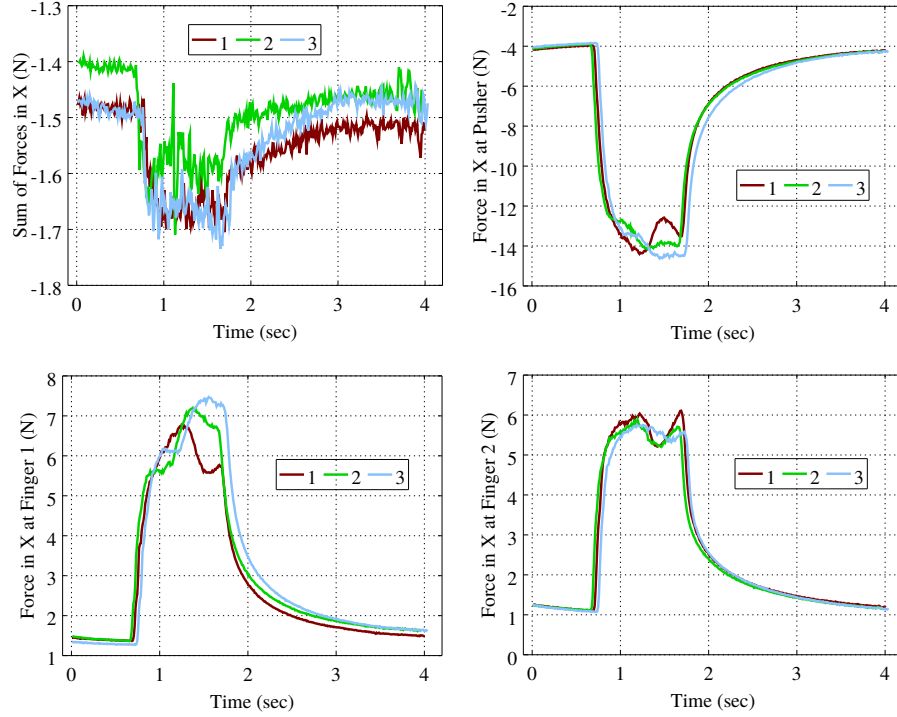 -1.3
-1.4
-1.5
-1.6
-1.7
-1.8
Sum of Forces in X (N)
1 2 3
0 1 2 3 4
Time (sec)
-2
-4
-6
-8
-10
-12
-14
-16
Force in X at Pusher (N)
1 2 3
0 1 2 3 4
Time (sec)
8
7
6
5
4
3
2
1
Force in X at Finger 1 (N)
1 2 3
0 1 2 3 4
Time (sec)
7
6
5
4
3
2
1
0
Force in X at Finger 2 (N)
1 2 3
0 1 2 3 4
Time (sec)